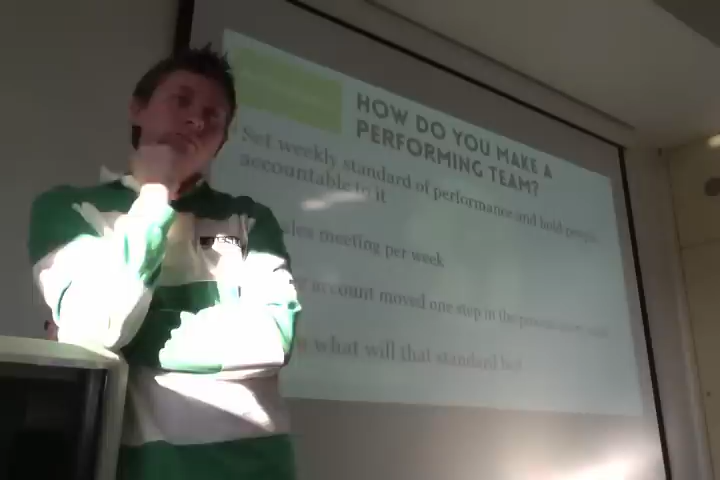 HOW DO YOU MAKE A
PERFORMING TEAM?
Set weekly standard of performance and hold people
accountable to it
meeting per week
account moved one step in the
what will that standard be?